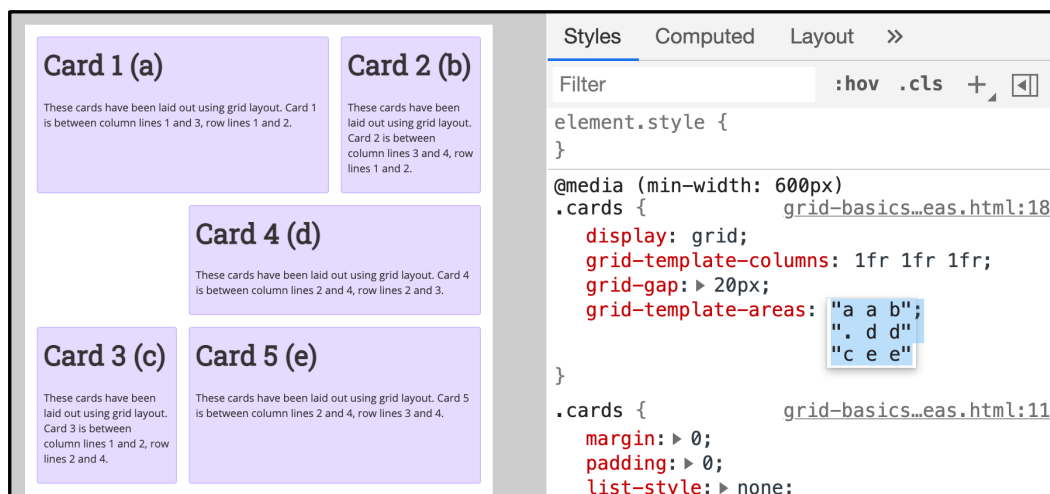 Card 1 (a)
These cards have been laid out using grid layout. Card 1
is between column lines 1 and 3, row lines 1 and 2.
Card 2 (b)
These cards have been
laid out using grid layout.
Card 2 is between
column lines 3 and 4, row
lines 1 and 2.
Card 4 (d)
These cards have been laid out using grid layout. Card 4
is between column lines 2 and 4, row lines 2 and 3.
Card 3 (c)
These cards have been
laid out using grid layout.
Card 3 is between
column lines 1 and 2, row
lines 2 and 4.
Card 5 (e)
These cards have been laid out using grid layout. Card 5
is between column lines 2 and 4, row lines 3 and 4.
Styles Computed Layout »
Filter :hov .cls +
element.style {
}
@media (min-width: 600px)
.cards { grid-basics…eas.html:18
display: grid;
grid-template-columns: 1fr 1fr 1fr;
grid-gap: 20px;
grid-template-areas: "a a b";
". d d"
"c e e"
}
.cards { grid-basics…eas.html:11
margin: 0;
padding: 0;
list-style: none;